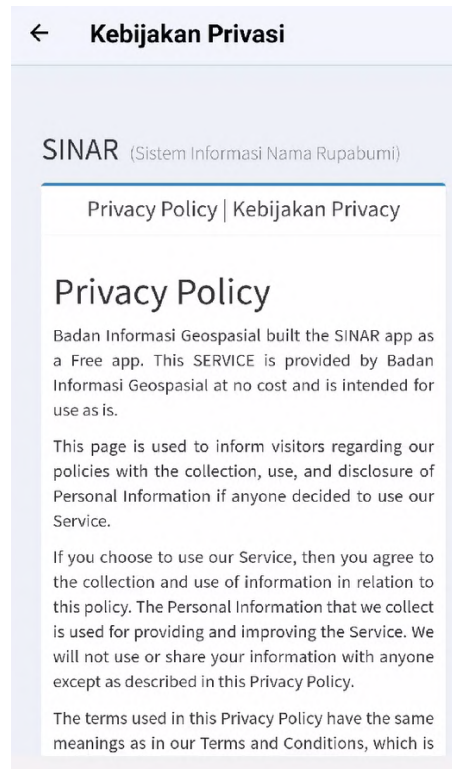 Kebijakan Privasi
SINAR (Sistem Informasi Nama Rupabumi)
Privacy Policy | Kebijakan Privacy
Privacy Policy
Badan Informasi Geospasial built the SINAR app as
a Free app. This SERVICE is provided by Badan
Informasi Geospasial at no cost and is intended for
use as is.
This page is used to inform visitors regarding our
policies with the collection, use, and disclosure of
Personal Information if anyone decided to use our
Service.
If you choose to use our Service, then you agree to
the collection and use of information in relation to
this policy. The Personal Information that we collect
is used for providing and improving the Service. We
will not use or share your information with anyone
except as described in this Privacy Policy.
The terms used in this Privacy Policy have the same
meanings as in our Terms and Conditions, which is